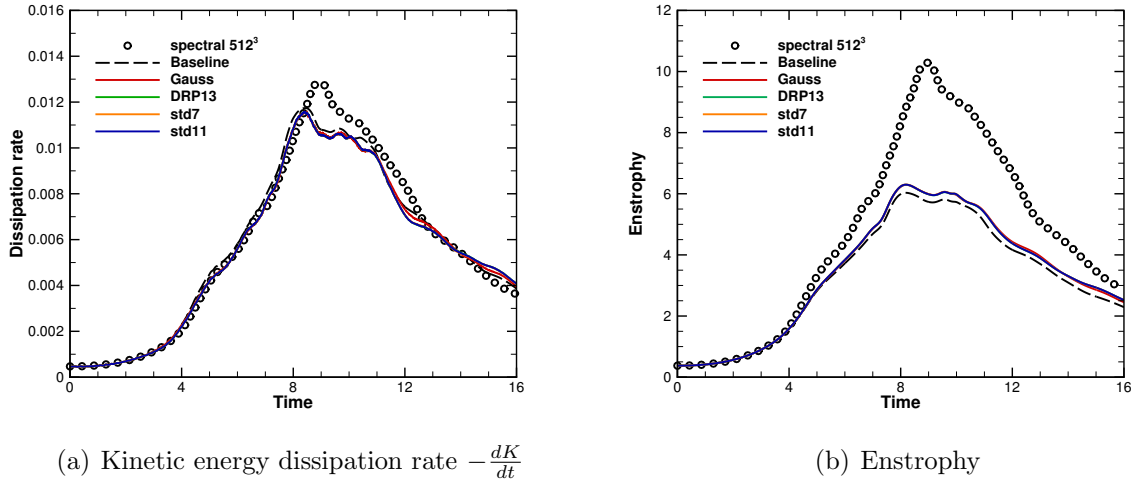 0.016
0.014
0.012
0.01
0.008
0.006
0.004
0.002
0
Dissipation rate
spectral 512³
Baseline
Gauss
DRP13
std7
std11
0 4 8 12 16
Time
12
10
8
6
4
2
0
Enstrophy
spectral 512³
Baseline
Gauss
DRP13
std7
std11
0 4 8 12 16
Time
(a) Kinetic energy dissipation rate −dK/dt
(b) Enstrophy